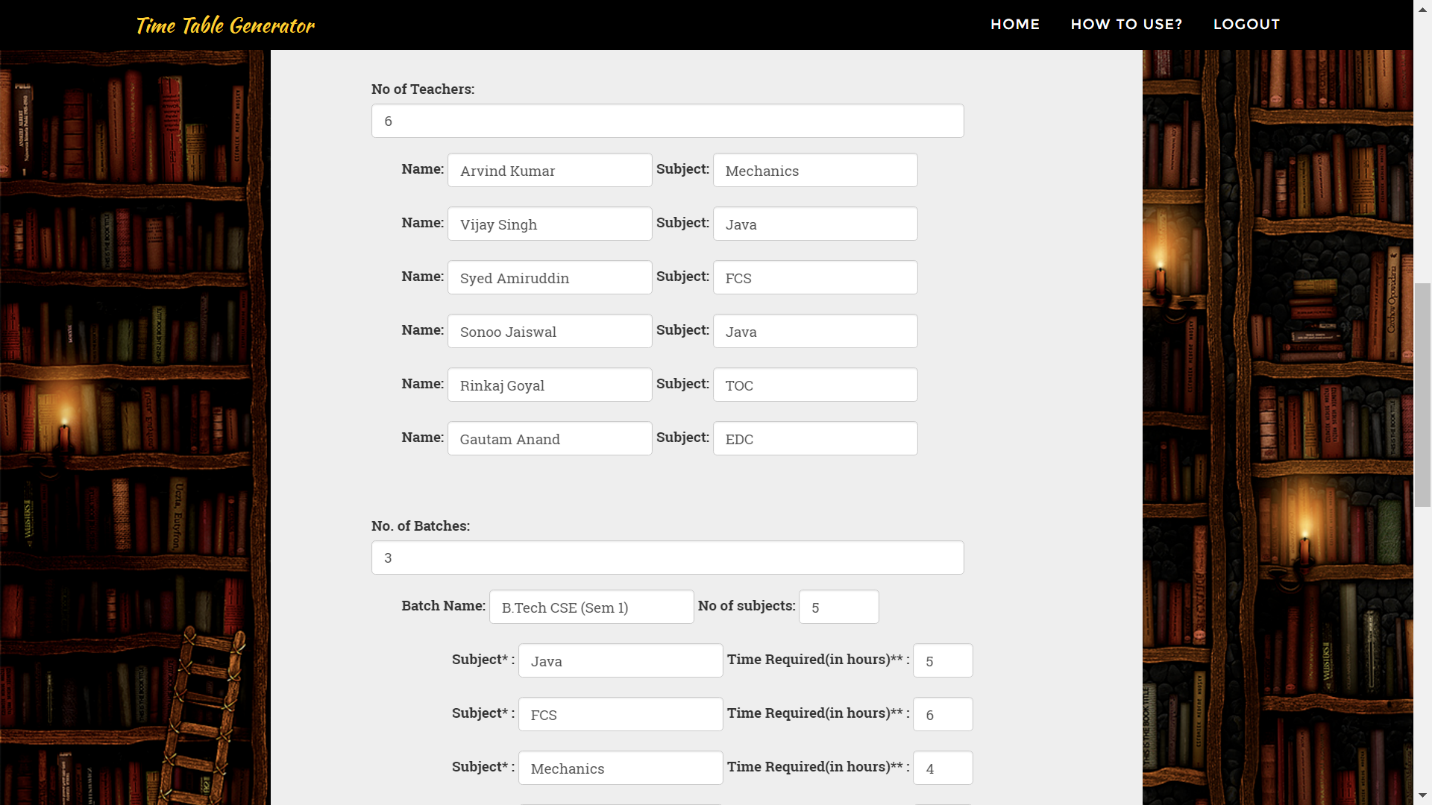 Time Table Generator HOME HOW TO USE? LOGOUT
No of Teachers:
6
Name: Arvind Kumar Subject: Mechanics
Name: Vijay Singh Subject: Java
Name: Syed Amiruddin Subject: FCS
Name: Sonoo Jaiswal Subject: Java
Name: Rinkaj Goyal Subject: TOC
Name: Gautam Anand Subject: EDC
No. of Batches:
3
Batch Name: B.Tech CSE (Sem 1) No of subjects: 5
Subject* : Java Time Required(in hours)** : 5
Subject* : FCS Time Required(in hours)** : 6
Subject* : Mechanics Time Required(in hours)** : 4